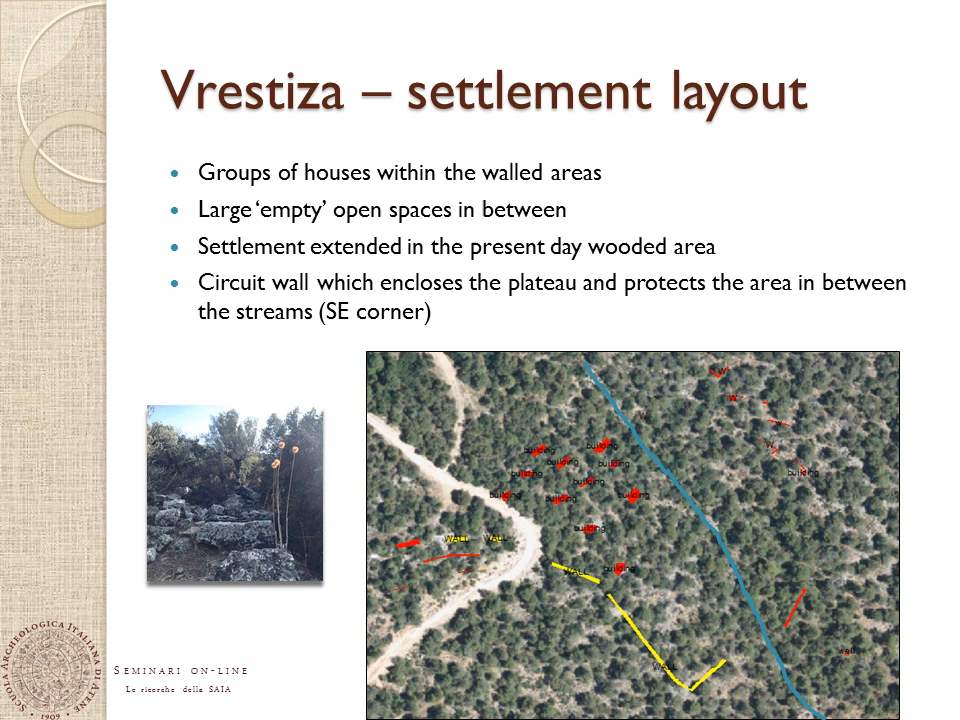 Vrestiza – settlement layout
Groups of houses within the walled areas
Large ‘empty’ open spaces in between
Settlement extended in the present day wooded area
Circuit wall which encloses the plateau and protects the area in between
the streams (SE corner)
W
W
W
W
building
building
building
building
building
building
building
building
building
building
building
building
WALL
WALL
WALL
WALL
well
SCUOLA ARCHEOLOGICA ITALIANA DI ATENE
• 1909 •
SEMINARI ON-LINE
Le ricerche della SAIA